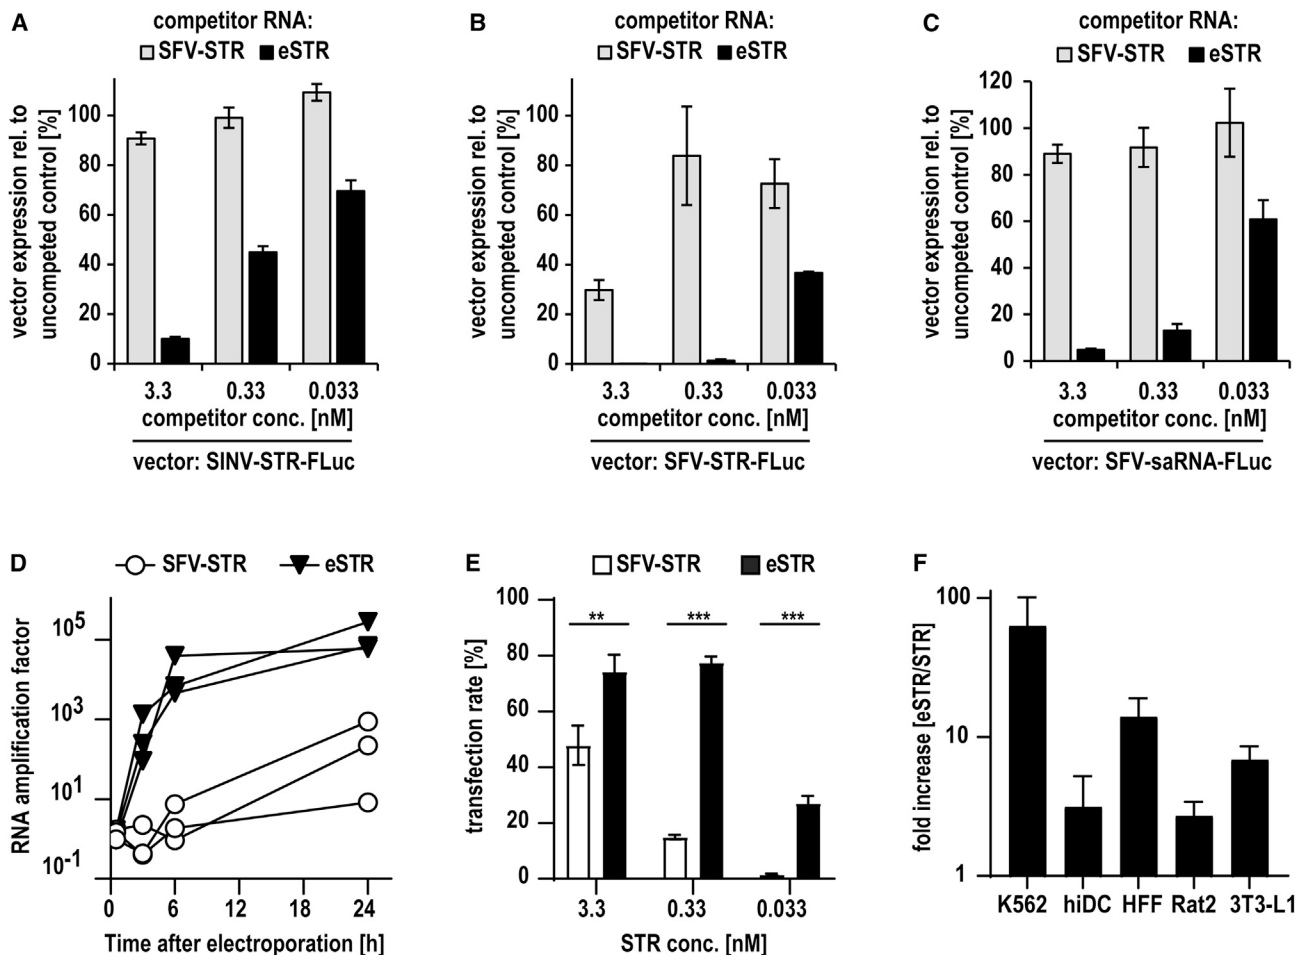 A
competitor RNA:
SFV-STR eSTR
vector expression rel. to
uncompeted control [%]
100
80
60
40
20
0
3.3 0.33 0.033
competitor conc. [nM]
vector: SINV-STR-FLuc
B
competitor RNA:
SFV-STR eSTR
vector expression rel. to
uncompeted control [%]
100
80
60
40
20
0
3.3 0.33 0.033
competitor conc. [nM]
vector: SFV-STR-FLuc
C
competitor RNA:
SFV-STR eSTR
vector expression rel. to
uncompeted control [%]
120
100
80
60
40
20
0
3.3 0.33 0.033
competitor conc. [nM]
vector: SFV-saRNA-FLuc
D
SFV-STR eSTR
RNA amplification factor
10^5
10^3
10^1
10^-1
0 6 12 18 24
Time after electroporation [h]
E
SFV-STR eSTR
transfection rate [%]
100
80
60
40
20
0
** *** ***
3.3 0.33 0.033
STR conc. [nM]
F
fold increase [eSTR/STR]
100
10
1
K562 hiDC HFF Rat2 3T3-L1